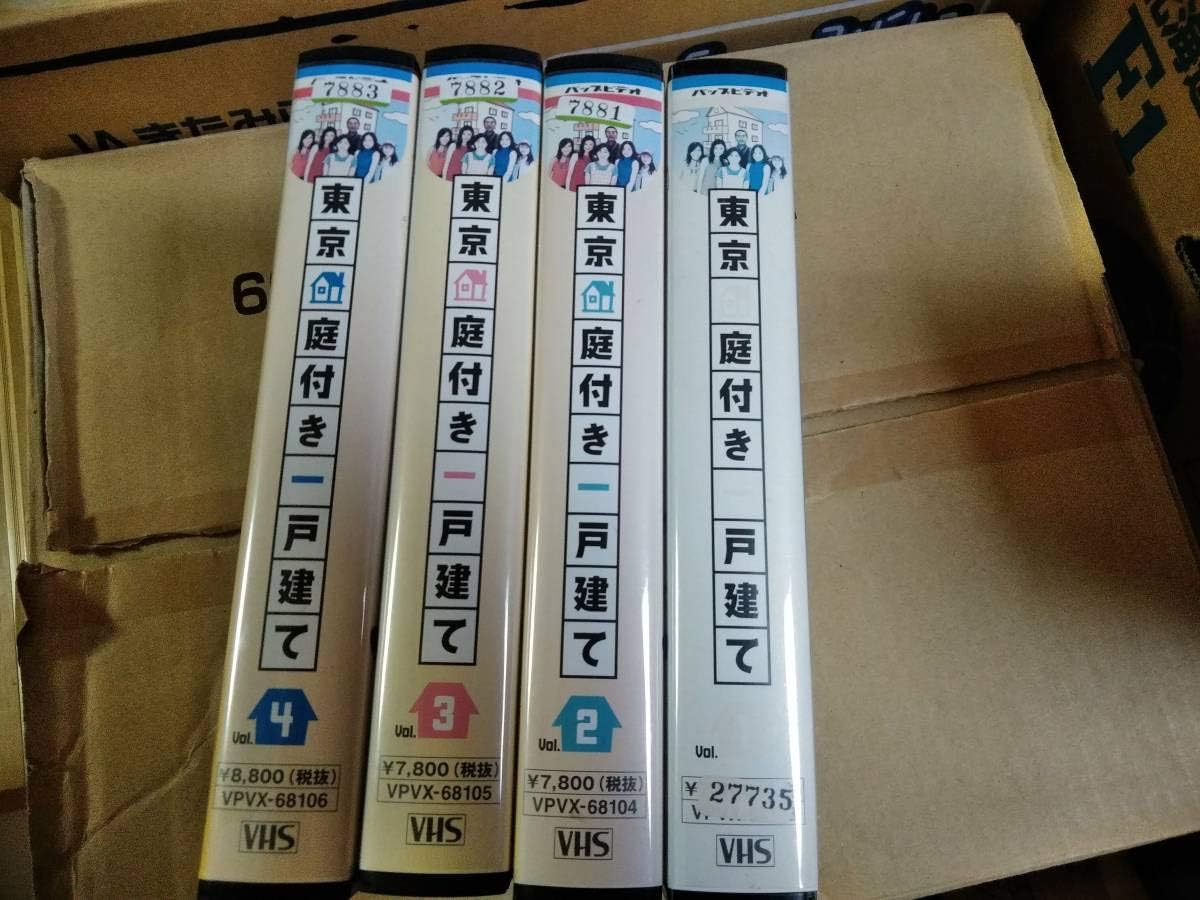 7883
東京庭付き一戸建て
Vol. 4
¥8,800(税抜)
VPVX-68106
VHS
7882
東京庭付き一戸建て
Vol. 3
¥7,800(税抜)
VPVX-68105
VHS
バップビデオ
7881
東京庭付き一戸建て
Vol. 2
¥7,800(税抜)
VPVX-68104
VHS
バップビデオ
東京庭付き一戸建て
Vol.
¥ 27735
VHS
E1